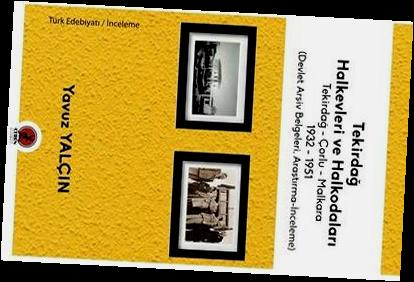 Türk Edebiyatı / İnceleme
Tekirdağ
Halkevleri ve Halkodaları
Tekirdağ - Çorlu - Malkara
1932 - 1951
(Devlet Arşiv Belgeleri, Araştırma-İnceleme)
Yavuz YALÇIN